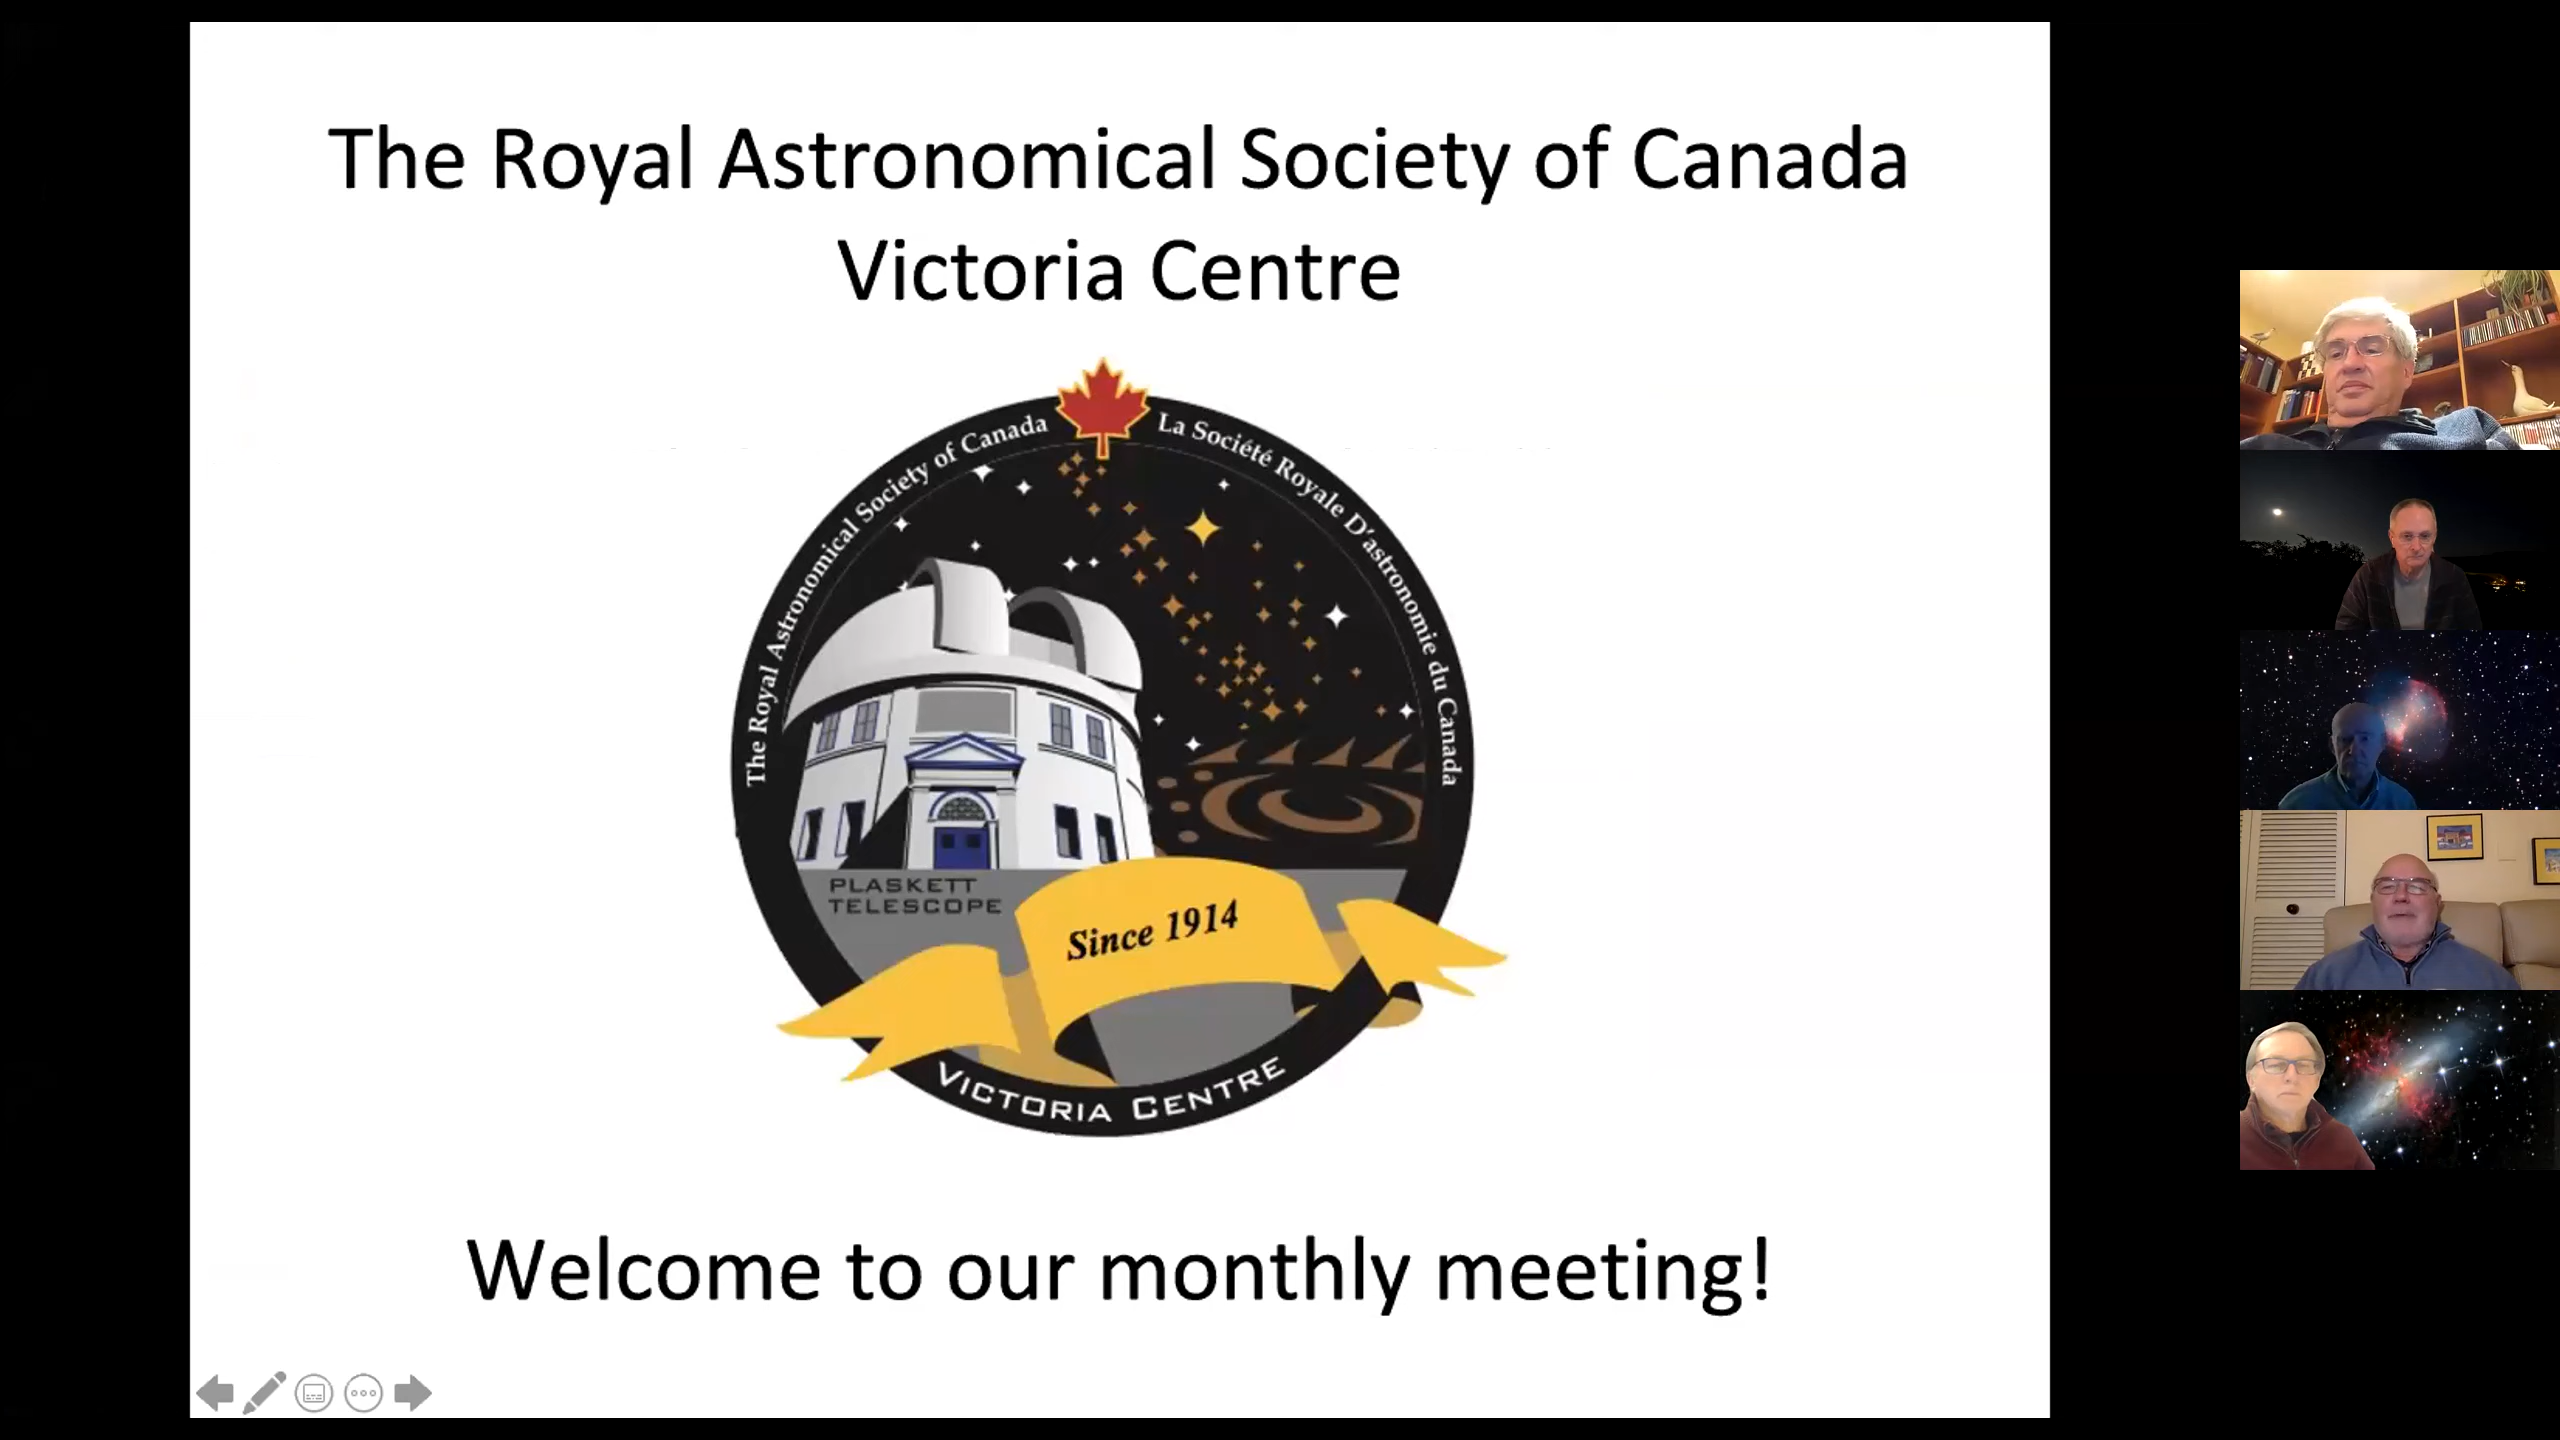 The Royal Astronomical Society of Canada
Victoria Centre
The Royal Astronomical Society of Canada
La Société Royale D'astronomie du Canada
PLASKETT
TELESCOPE
Since 1914
VICTORIA CENTRE
Welcome to our monthly meeting!